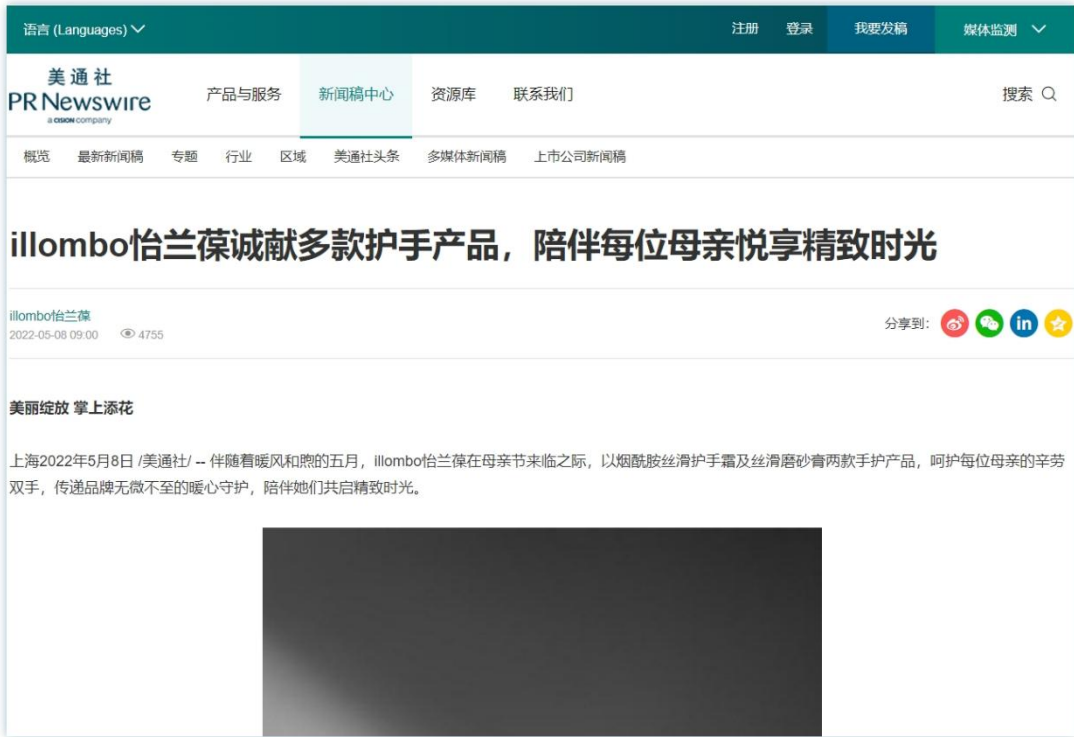 语言 (Languages)
注册 登录 我要发稿 媒体监测
美通社
PR Newswire
a CISION company
产品与服务 新闻稿中心 资源库 联系我们 搜索
概览 最新新闻稿 专题 行业 区域 美通社头条 多媒体新闻稿 上市公司新闻稿
illombo怡兰葆诚献多款护手产品，陪伴每位母亲悦享精致时光
illombo怡兰葆
2022-05-08 09:00 4755
分享到:
in
美丽绽放 掌上添花
上海2022年5月8日 /美通社/ -- 伴随着暖风和煦的五月，illombo怡兰葆在母亲节来临之际，以烟酰胺丝滑护手霜及丝滑磨砂膏两款手护产品，呵护每位母亲的辛劳
双手，传递品牌无微不至的暖心守护，陪伴她们共启精致时光。